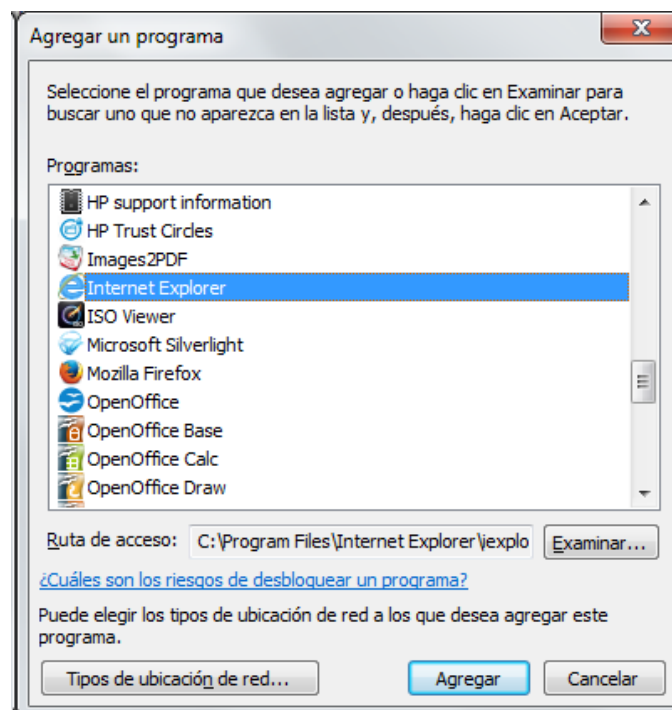 Agregar un programa
Seleccione el programa que desea agregar o haga clic en Examinar para
buscar uno que no aparezca en la lista y, después, haga clic en Aceptar.
Programas:
HP support information
HP Trust Circles
Images2PDF
Internet Explorer
ISO Viewer
Microsoft Silverlight
Mozilla Firefox
OpenOffice
OpenOffice Base
OpenOffice Calc
OpenOffice Draw
Ruta de acceso: C:\Program Files\Internet Explorer\iexplo Examinar...
¿Cuáles son los riesgos de desbloquear un programa?
Puede elegir los tipos de ubicación de red a los que desea agregar este
programa.
Tipos de ubicación de red... Agregar Cancelar